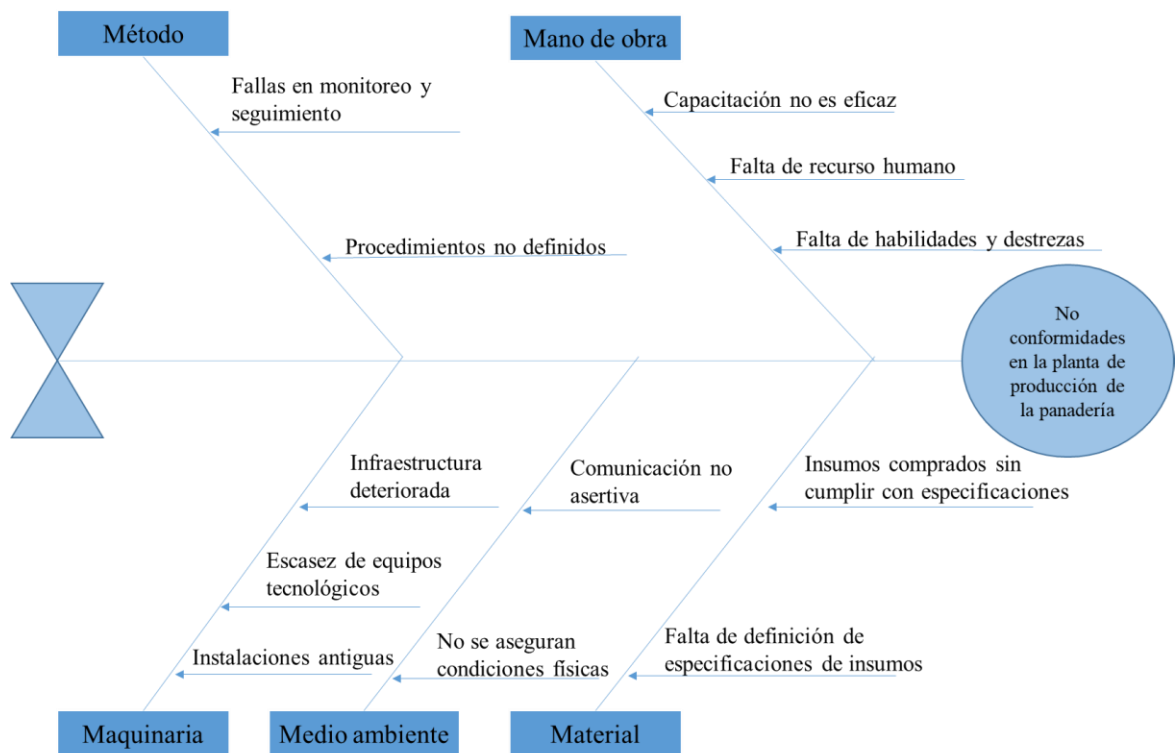 Método
Mano de obra
Fallas en monitoreo y
seguimiento
Capacitación no es eficaz
Falta de recurso humano
Procedimientos no definidos
Falta de habilidades y destrezas
No
conformidades
en la planta de
producción de
la panadería
Infraestructura
deteriorada
Comunicación no
asertiva
Insumos comprados sin
cumplir con especificaciones
Escasez de equipos
tecnológicos
Instalaciones antiguas
No se aseguran
condiciones físicas
Falta de definición de
especificaciones de insumos
Maquinaria
Medio ambiente
Material